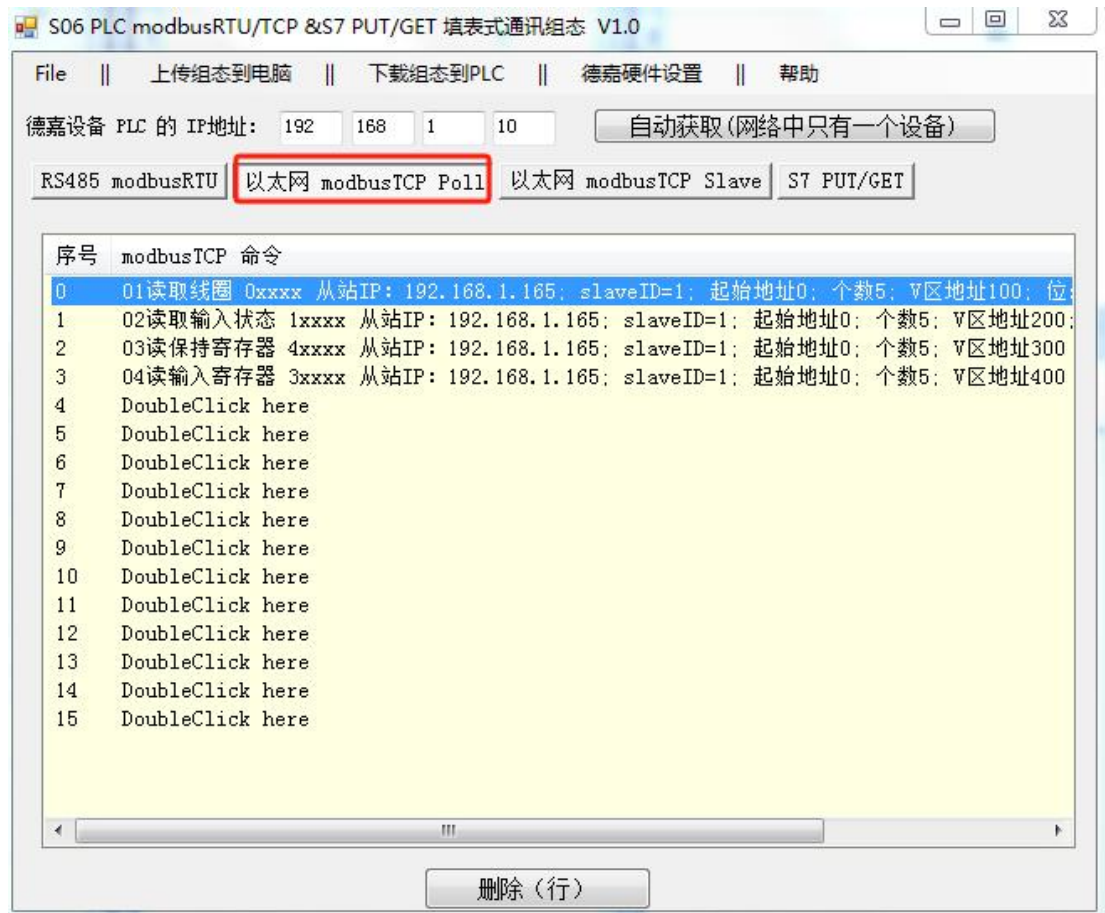 S06 PLC modbusRTU/TCP &S7 PUT/GET 填表式通讯组态 V1.0
File || 上传组态到电脑 || 下载组态到PLC || 德嘉硬件设置 || 帮助
德嘉设备 PLC 的 IP地址: 192 168 1 10 自动获取(网络中只有一个设备)
RS485 modbusRTU 以太网 modbusTCP Poll 以太网 modbusTCP Slave S7 PUT/GET
序号 modbusTCP 命令
0 01读取线圈 0xxxx 从站IP: 192.168.1.165; slaveID=1; 起始地址0; 个数5; V区地址100; 位:
1 02读取输入状态 1xxxx 从站IP: 192.168.1.165; slaveID=1; 起始地址0; 个数5; V区地址200;
2 03读保持寄存器 4xxxx 从站IP: 192.168.1.165; slaveID=1; 起始地址0; 个数5; V区地址300
3 04读输入寄存器 3xxxx 从站IP: 192.168.1.165; slaveID=1; 起始地址0; 个数5; V区地址400
4 DoubleClick here
5 DoubleClick here
6 DoubleClick here
7 DoubleClick here
8 DoubleClick here
9 DoubleClick here
10 DoubleClick here
11 DoubleClick here
12 DoubleClick here
13 DoubleClick here
14 DoubleClick here
15 DoubleClick here
删除（行）